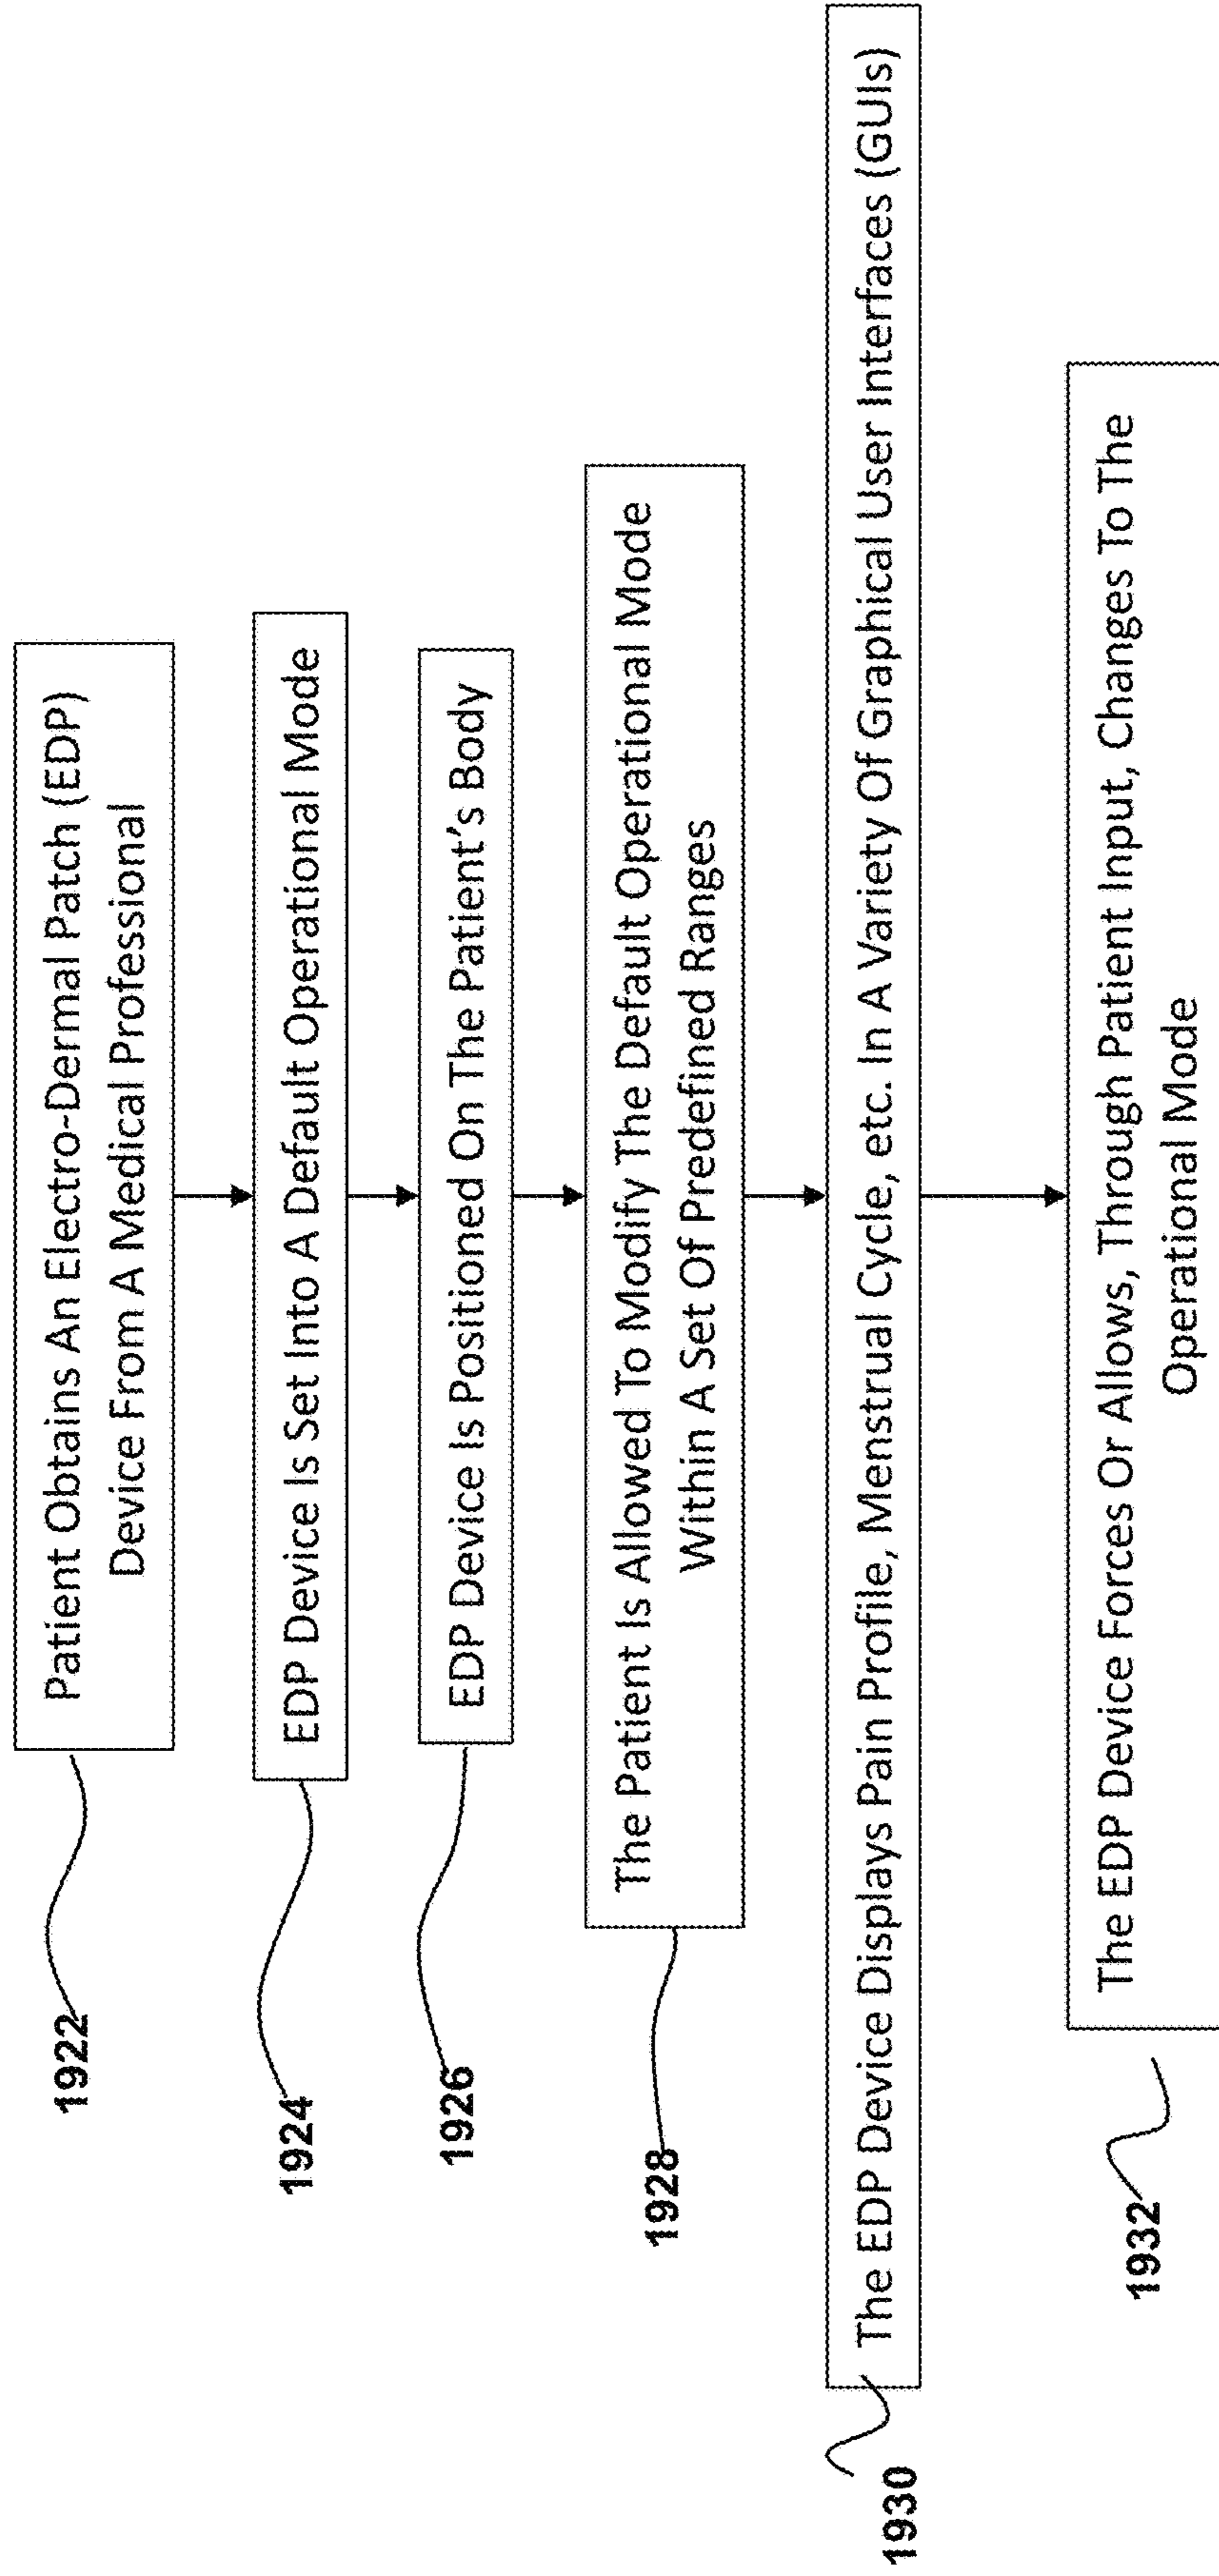 1922
Patient Obtains An Electro-Dermal Patch (EDP)
Device From A Medical Professional
1924
EDP Device Is Set Into A Default Operational Mode
1926
EDP Device Is Positioned On The Patient's Body
1928
The Patient Is Allowed To Modify The Default Operational Mode
Within A Set Of Predefined Ranges
1930
The EDP Device Displays Pain Profile, Menstrual Cycle, etc. In A Variety Of Graphical User Interfaces (GUIs)
1932
The EDP Device Forces Or Allows, Through Patient Input, Changes To The
Operational Mode